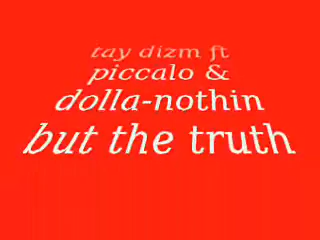 tay dizm ft
piccalo &
dolla-nothin
but the truth